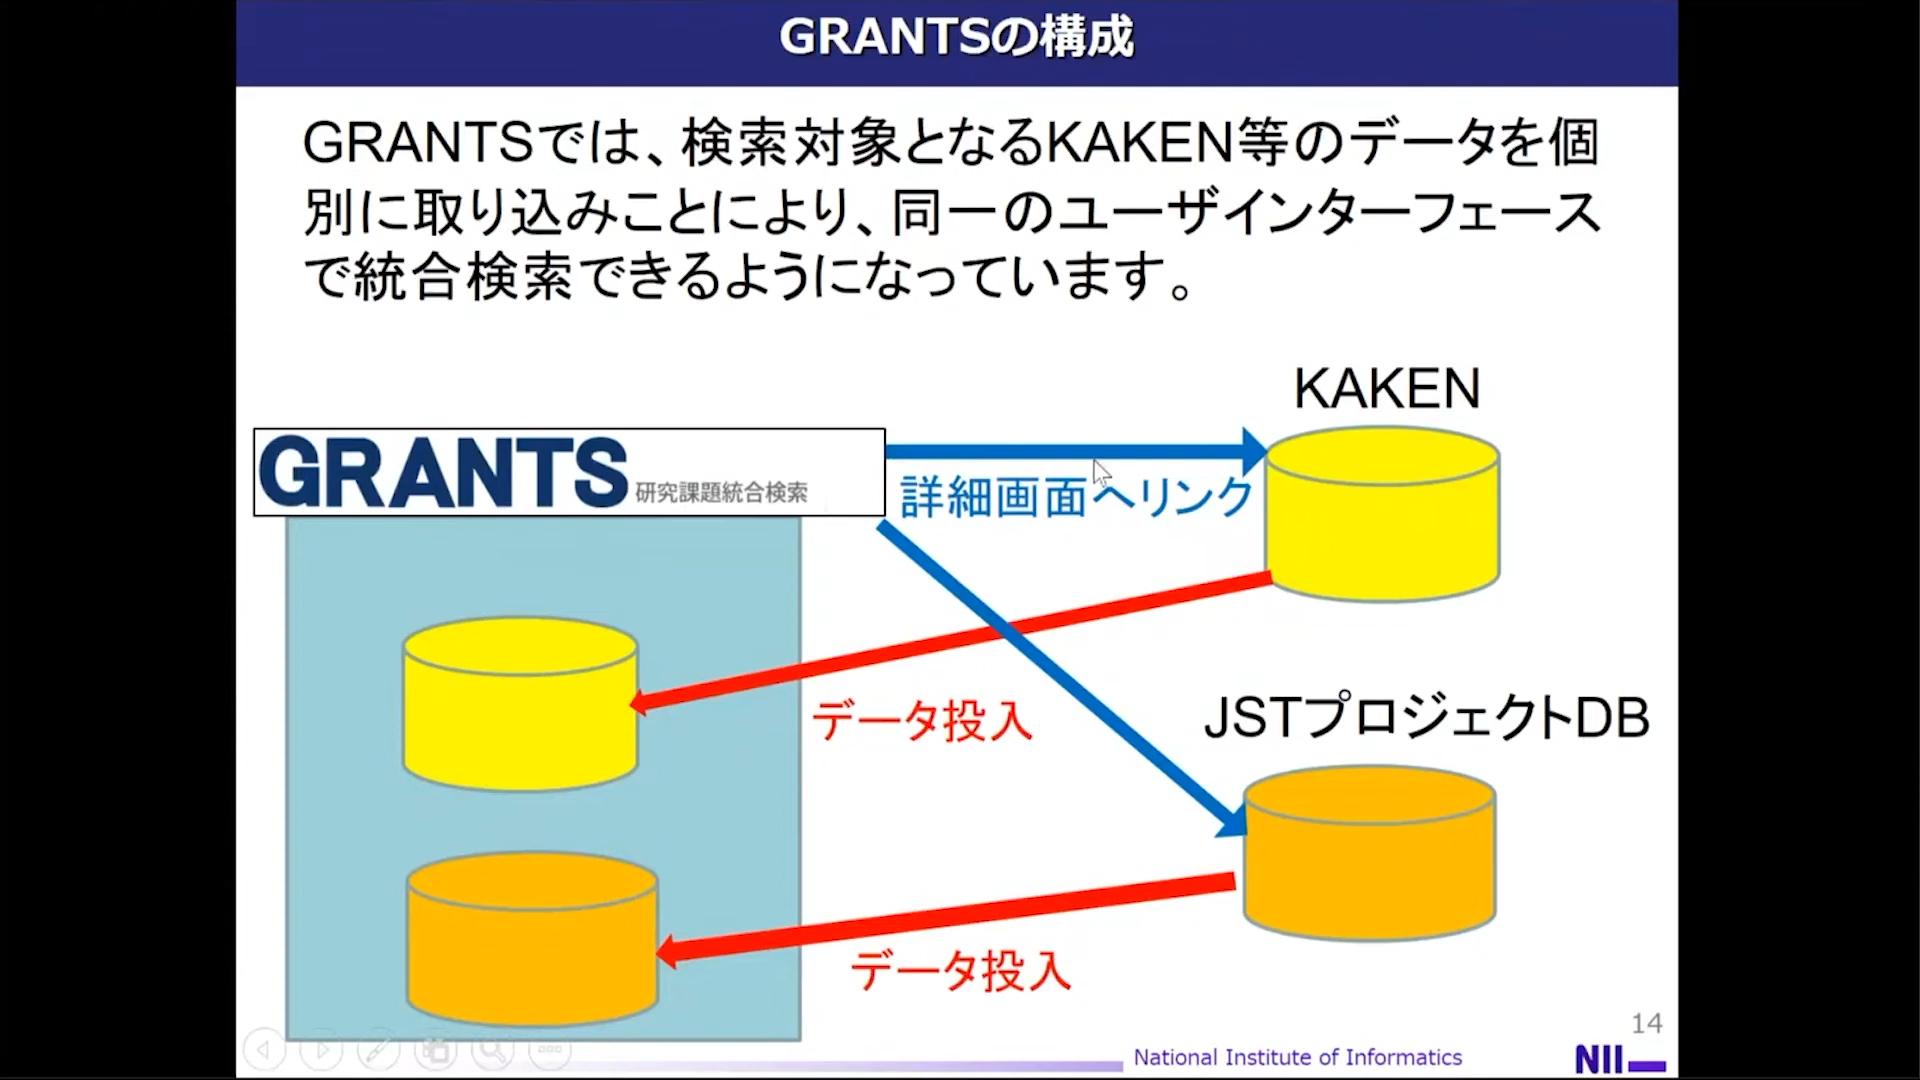 GRANTSの構成
GRANTSでは、検索対象となるKAKEN等のデータを個
別に取り込みことにより、同一のユーザインターフェース
で統合検索できるようになっています。
KAKEN
GRANTS 研究課題統合検索
詳細画面へリンク
データ投入
JSTプロジェクトDB
データ投入
14
National Institute of Informatics
NII